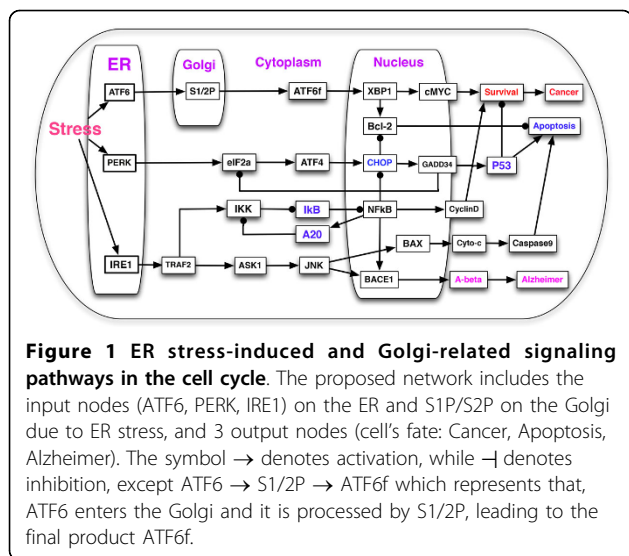 ER
Golgi
Cytoplasm
Nucleus
ATF6
S1/2P
ATF6f
XBP1
cMYC
Survival
Cancer
Stress
Bcl-2
Apoptosis
PERK
eIF2a
ATF4
CHOP
GADD34
P53
IKK
IkB
NFkB
CyclinD
A20
BAX
Cyto-c
Caspase9
IRE1
TRAF2
ASK1
JNK
BACE1
A-beta
Alzheimer
Figure 1 ER stress-induced and Golgi-related signaling
pathways in the cell cycle. The proposed network includes the
input nodes (ATF6, PERK, IRE1) on the ER and S1P/S2P on the Golgi
due to ER stress, and 3 output nodes (cell's fate: Cancer, Apoptosis,
Alzheimer). The symbol → denotes activation, while ⊣ denotes
inhibition, except ATF6 → S1/2P → ATF6f which represents that,
ATF6 enters the Golgi and it is processed by S1/2P, leading to the
final product ATF6f.